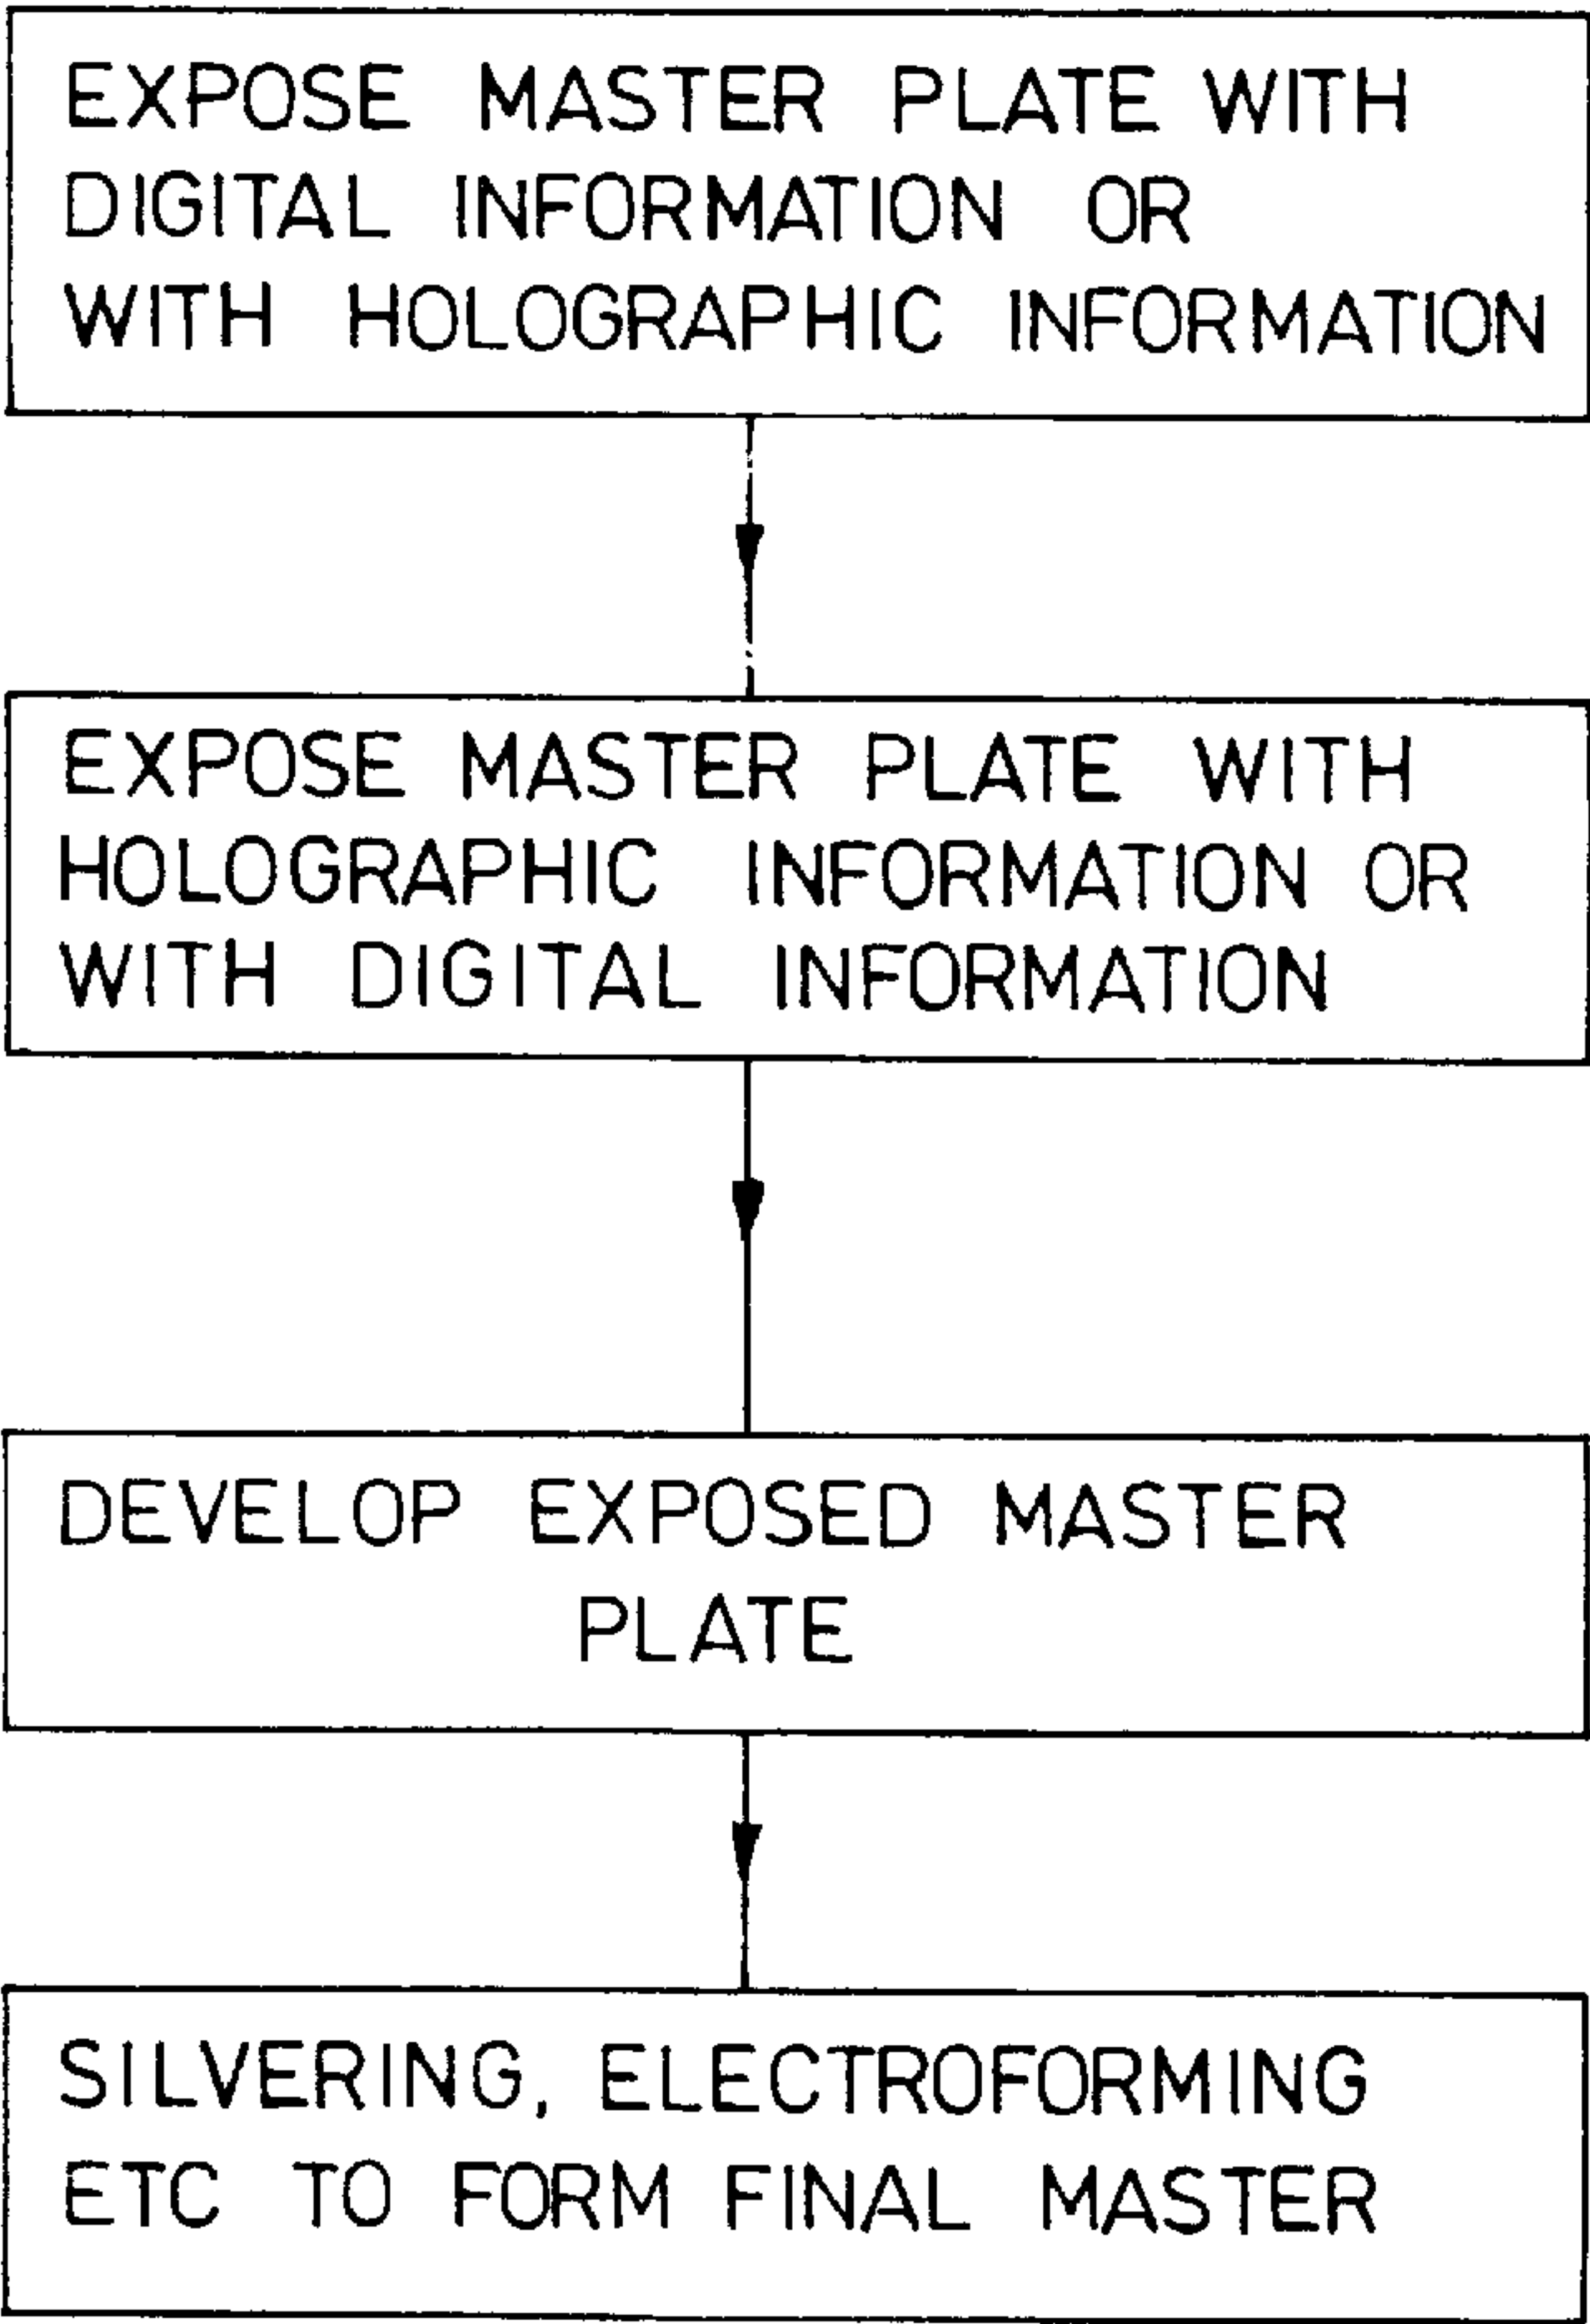 EXPOSE MASTER PLATE WITH
DIGITAL INFORMATION OR
WITH HOLOGRAPHIC INFORMATION
EXPOSE MASTER PLATE WITH
HOLOGRAPHIC INFORMATION OR
WITH DIGITAL INFORMATION
DEVELOP EXPOSED MASTER
PLATE
SILVERING, ELECTROFORMING
ETC TO FORM FINAL MASTER